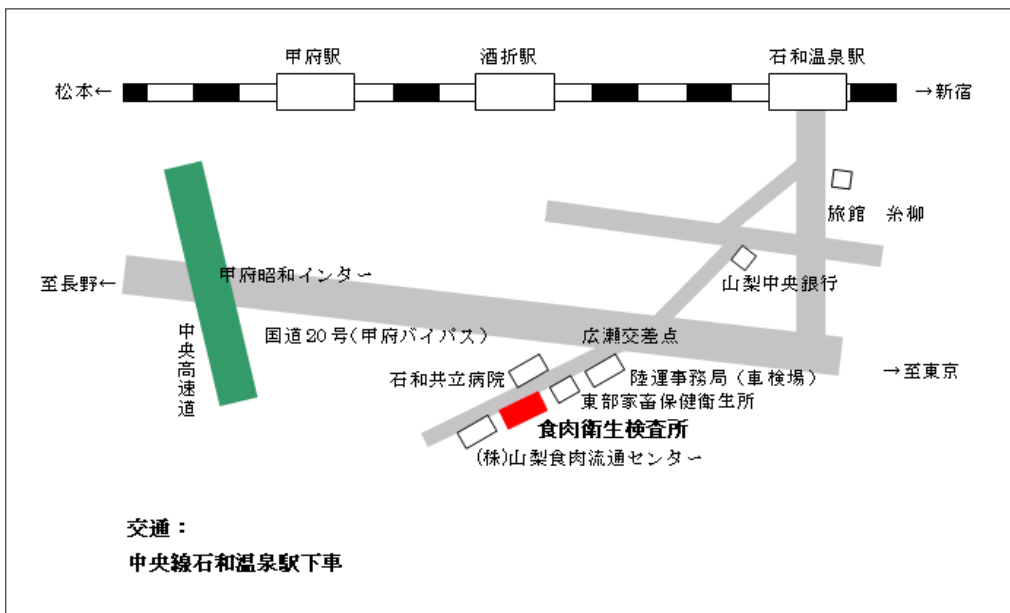 甲府駅
酒折駅
石和温泉駅
松本←
→新宿
旅館　糸柳
山梨中央銀行
甲府昭和インター
至長野←
中央高速道
国道20号(甲府バイパス)
広瀬交差点
石和共立病院
陸運事務局(車検場)
→至東京
東部家畜保健衛生所
食肉衛生検査所
(株)山梨食肉流通センター
交通：
中央線石和温泉駅下車